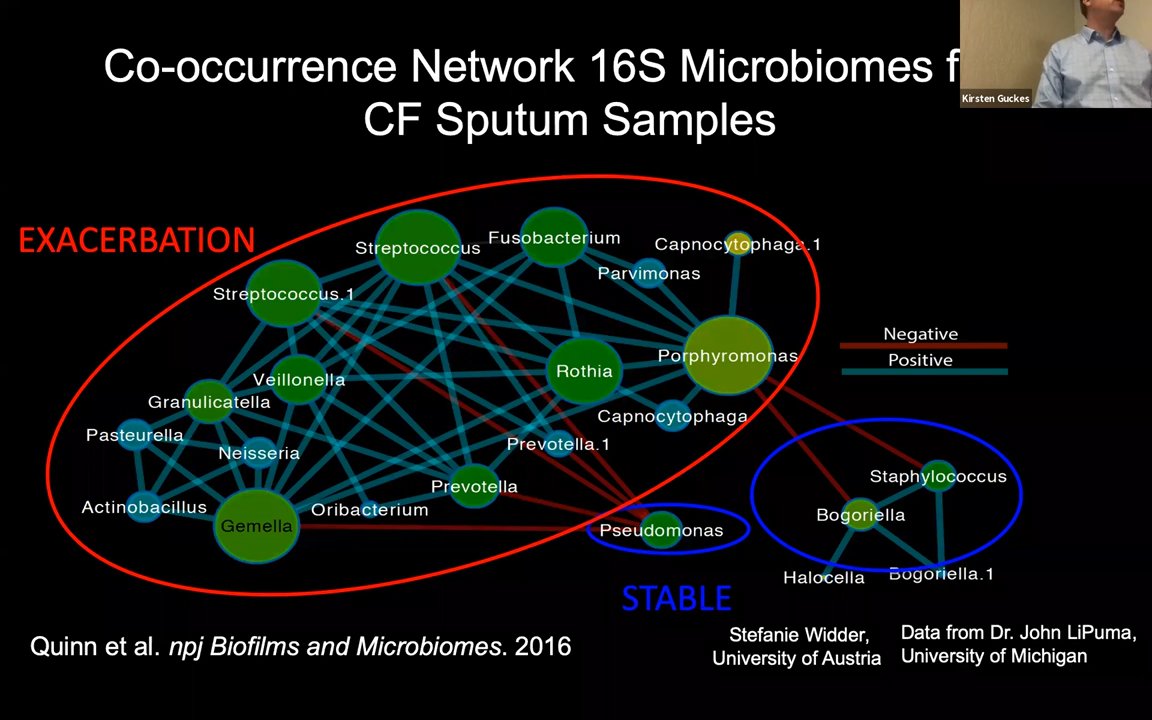 Co-occurrence Network 16S Microbiomes f
CF Sputum Samples
Kirsten Guckes
EXACERBATION
Streptococcus
Fusobacterium
Capnocytophaga.1
Parvimonas
Streptococcus.1
Negative
Positive
Porphyromonas
Rothia
Veillonella
Granulicatella
Capnocytophaga
Pasteurella
Prevotella.1
Neisseria
Staphylococcus
Prevotella
Actinobacillus
Oribacterium
Bogoriella
Gemella
Pseudomonas
Halocella
Bogoriella.1
STABLE
Quinn et al. npj Biofilms and Microbiomes. 2016
Stefanie Widder,
University of Austria
Data from Dr. John LiPuma,
University of Michigan